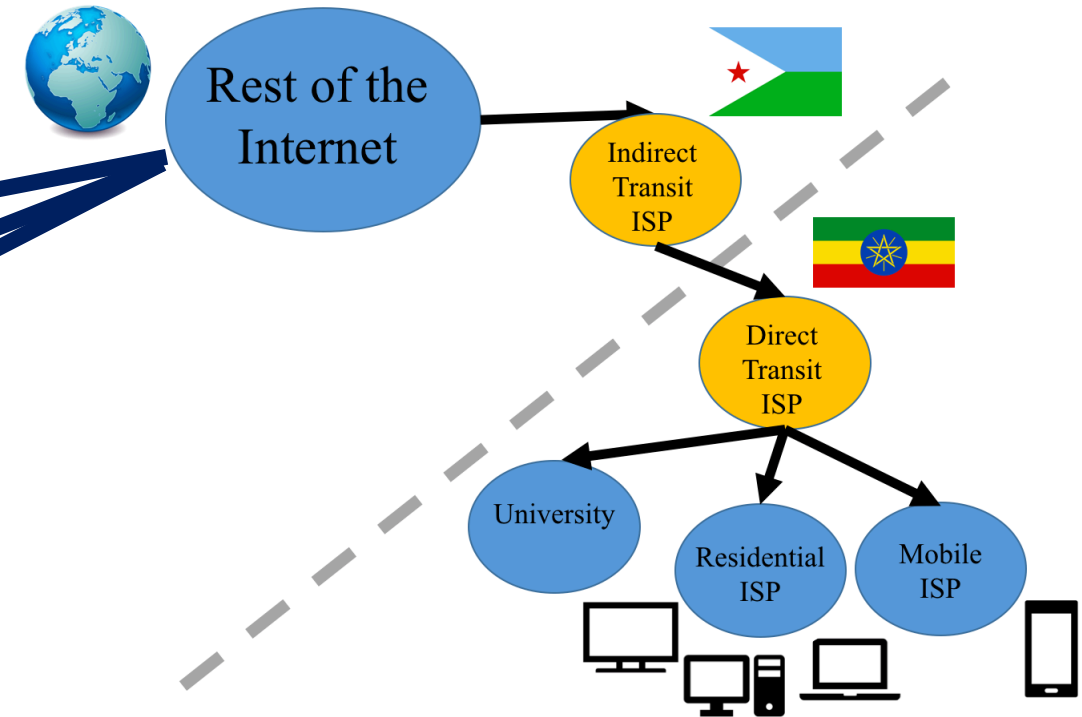 Rest of the
Internet
Indirect
Transit
ISP
Direct
Transit
ISP
University
Residential
ISP
Mobile
ISP